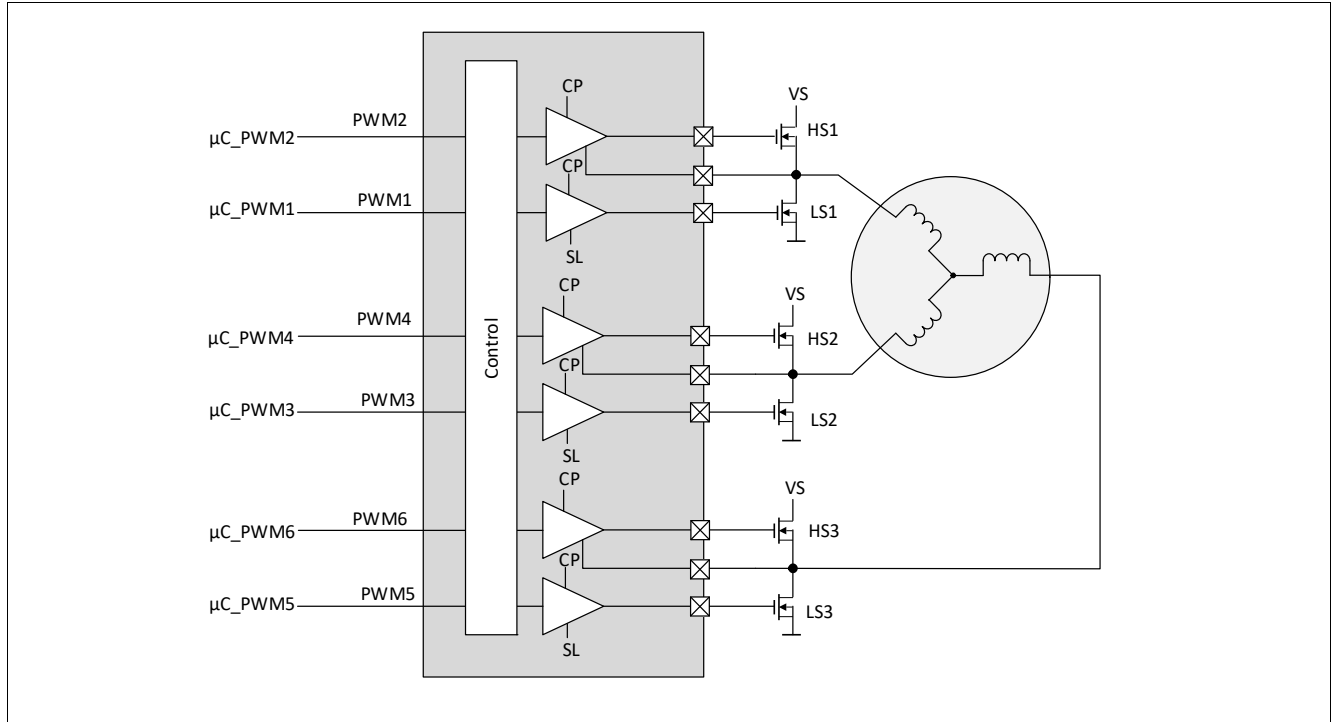 CP
VS
µC_PWM2 PWM2 HS1
CP
µC_PWM1 PWM1 LS1
SL
CP
VS
µC_PWM4 PWM4 HS2
Control
CP
µC_PWM3 PWM3 LS2
SL
CP
VS
µC_PWM6 PWM6 HS3
CP
µC_PWM5 PWM5 LS3
SL